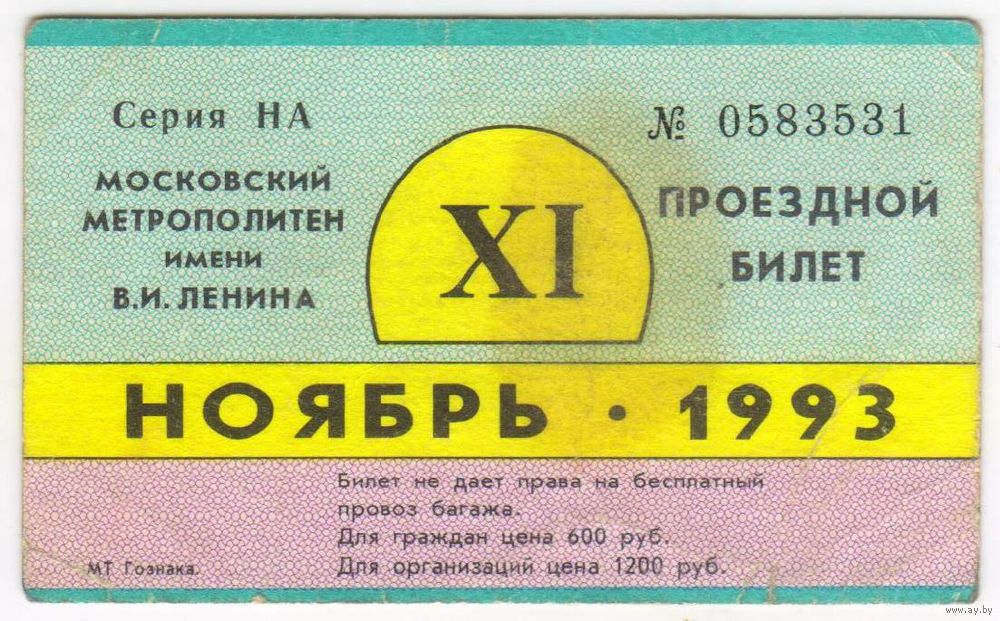 Серия НА
№ 0583531
МОСКОВСКИЙ
МЕТРОПОЛИТЕН
ИМЕНИ
В.И. ЛЕНИНА
XI
ПРОЕЗДНОЙ
БИЛЕТ
НОЯБРЬ · 1993
Билет не дает права на бесплатный
провоз багажа.
Для граждан цена 600 руб.
Для организаций цена 1200 руб.
МТ Гознака.
www.ay.by